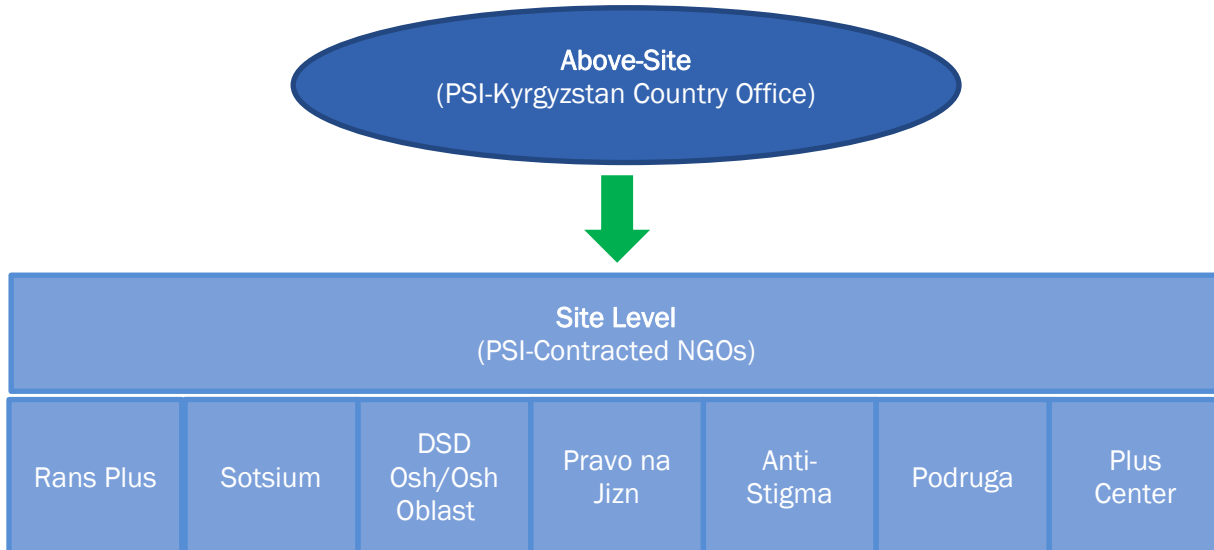 Above-Site
(PSI-Kyrgyzstan Country Office)
Site Level
(PSI-Contracted NGOs)
Rans Plus
Sotsium
DSD
Osh/Osh
Oblast
Pravo na
Jizn
Anti-
Stigma
Podruga
Plus
Center